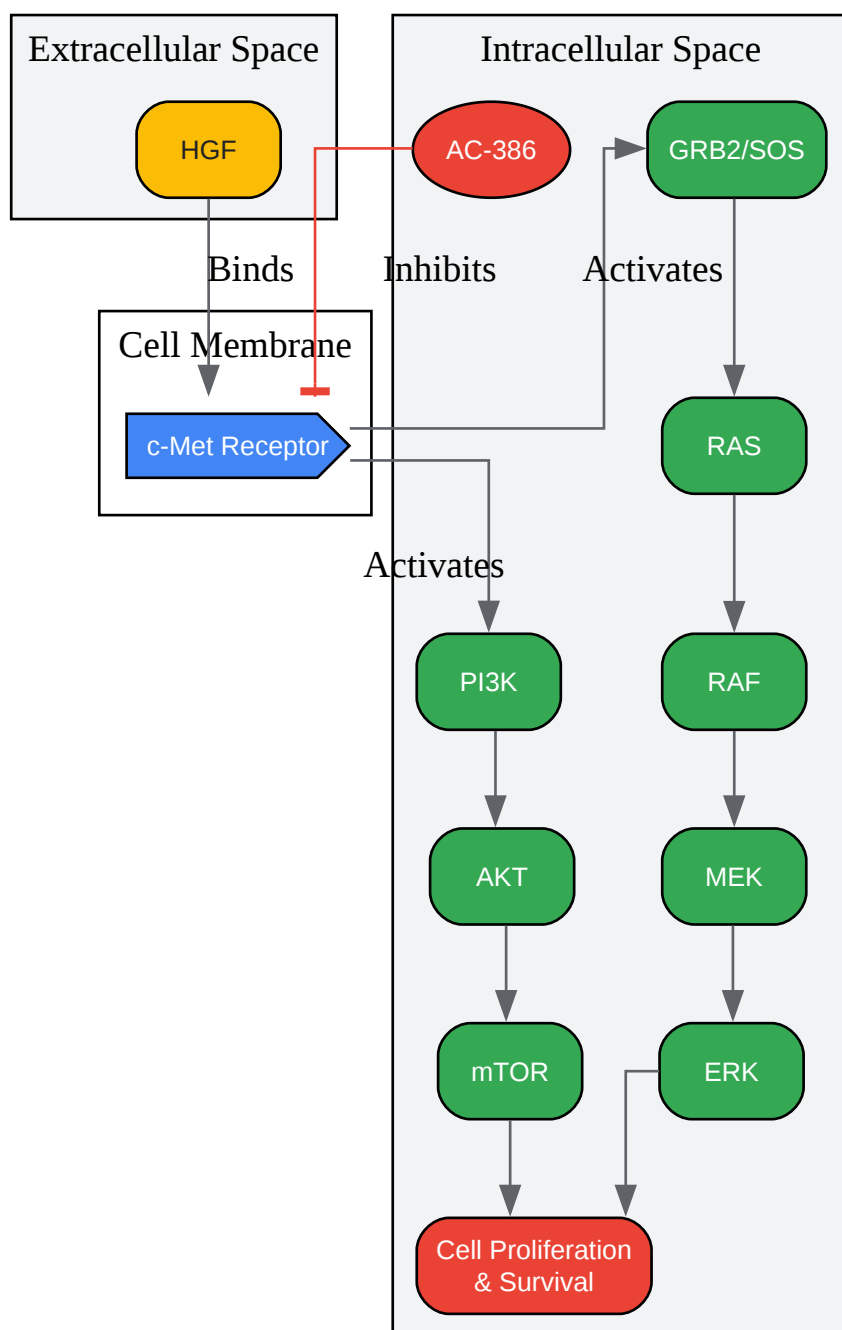 Extracellular Space
Intracellular Space
HGF
AC-386
GRB2/SOS
Binds
Inhibits
Activates
Cell Membrane
c-Met Receptor
RAS
Activates
PI3K
RAF
AKT
MEK
mTOR
ERK
Cell Proliferation
& Survival